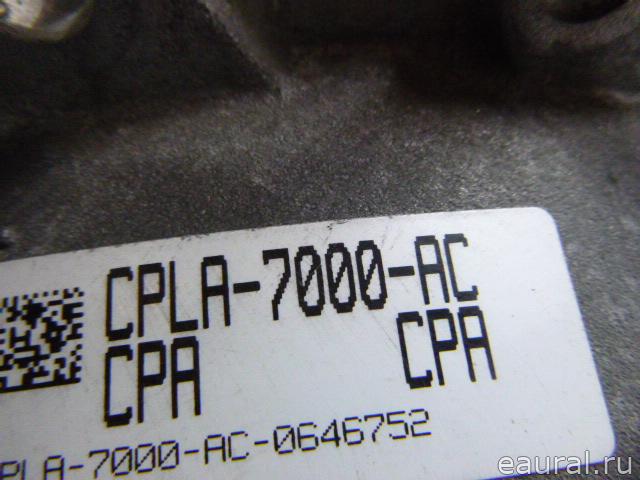 CPLA-7000-AC
CPA CPA
PLA-7000-AC-0646752
eaural.ru